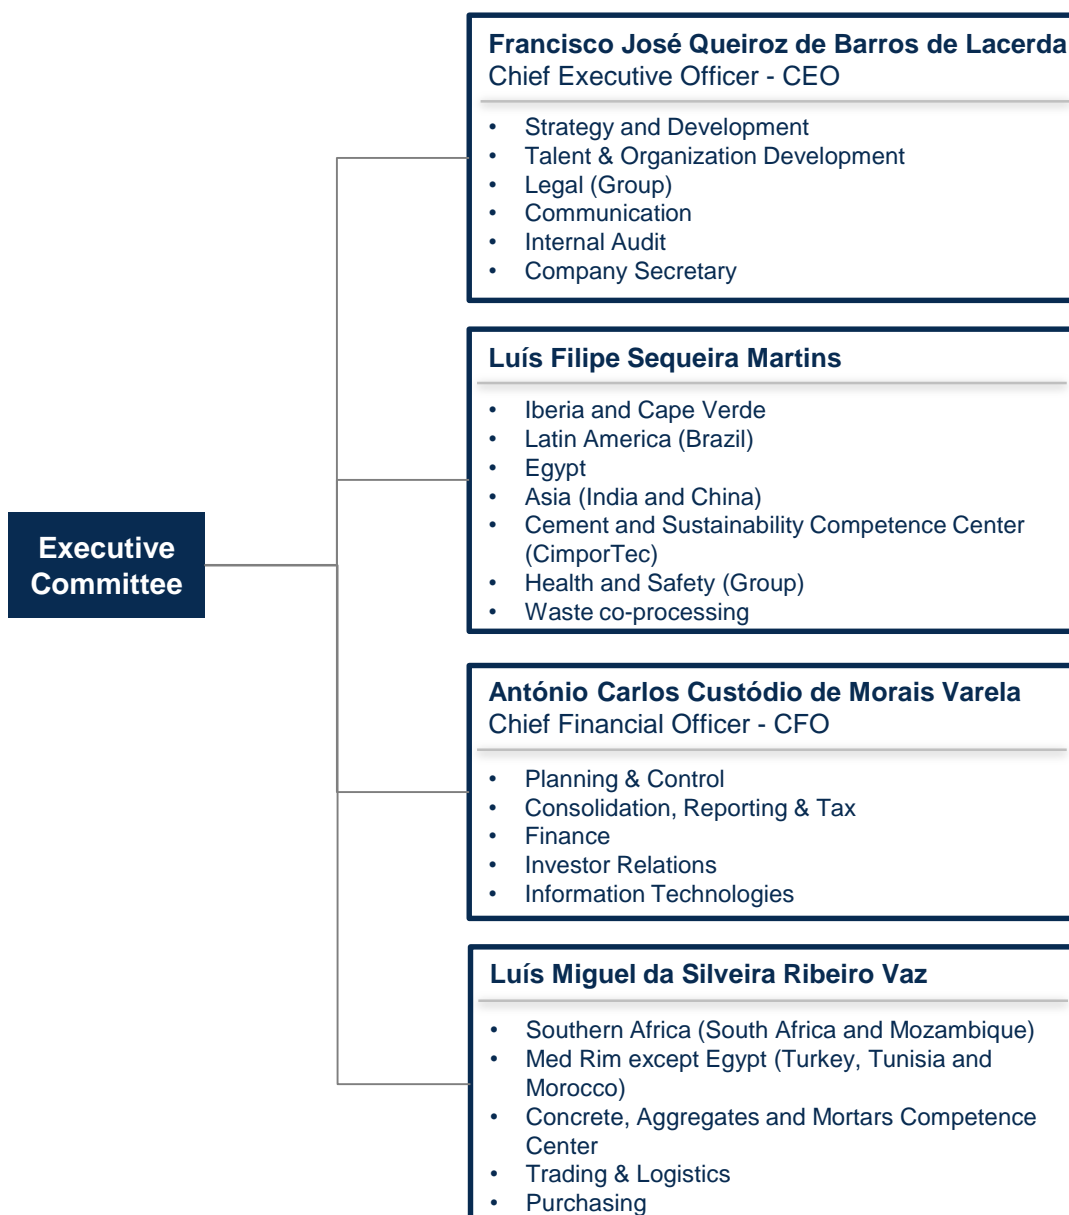 Francisco José Queiroz de Barros de Lacerda
Chief Executive Officer - CEO
• Strategy and Development
• Talent & Organization Development
• Legal (Group)
• Communication
• Internal Audit
• Company Secretary
Luís Filipe Sequeira Martins
• Iberia and Cape Verde
• Latin America (Brazil)
• Egypt
• Asia (India and China)
• Cement and Sustainability Competence Center
(CimporTec)
• Health and Safety (Group)
• Waste co-processing
Executive
Committee
António Carlos Custódio de Morais Varela
Chief Financial Officer - CFO
• Planning & Control
• Consolidation, Reporting & Tax
• Finance
• Investor Relations
• Information Technologies
Luís Miguel da Silveira Ribeiro Vaz
• Southern Africa (South Africa and Mozambique)
• Med Rim except Egypt (Turkey, Tunisia and
Morocco)
• Concrete, Aggregates and Mortars Competence
Center
• Trading & Logistics
• Purchasing